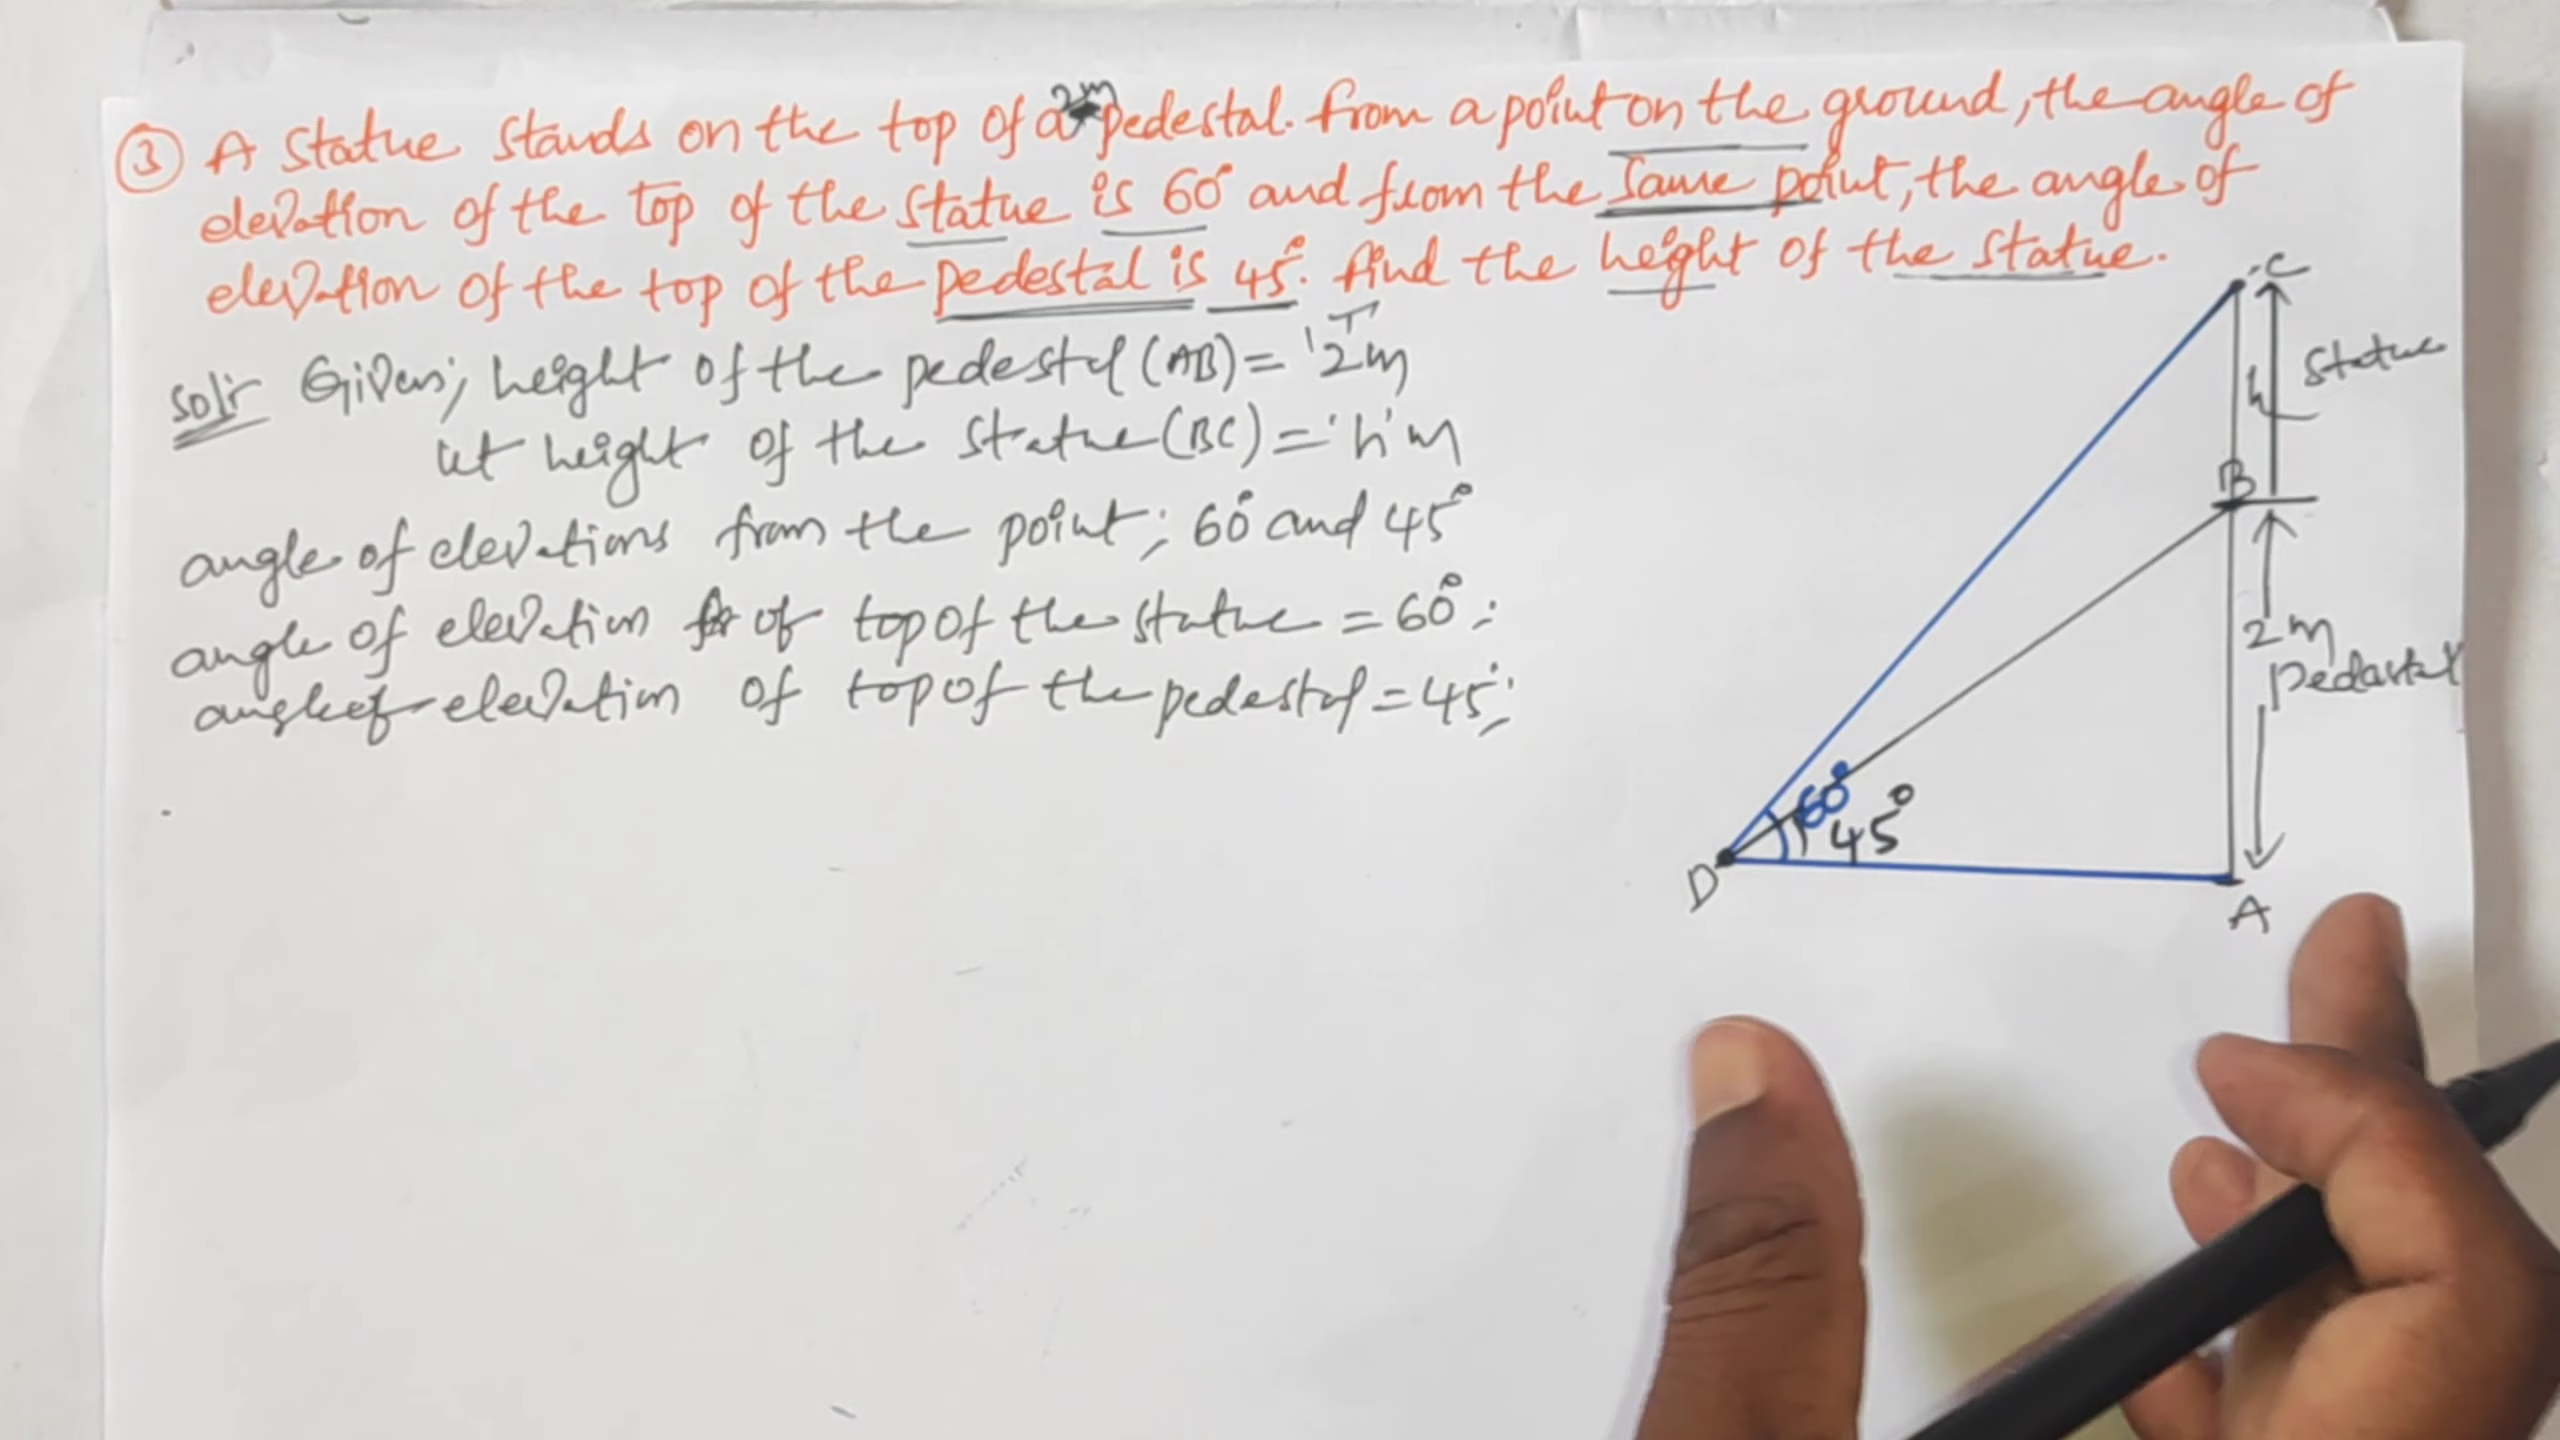 ③ A Statue Stands on the top of a 2m pedestal. From a point on the ground, the angle of
elevation of the top of the statue is 60° and from the same point, the angle of
elevation of the top of the pedestal is 45°. find the height of the statue.
Soln Given; height of the pedestal (AB) = 2m
let height of the statue (BC) = 'h' m
angle of elevations from the point; 60° and 45°
angle of elevation of top of the statue = 60°
angle of elevation of top of the pedestal = 45°
C
h
Statue
B
2m
pedastal
60°
45°
D
A